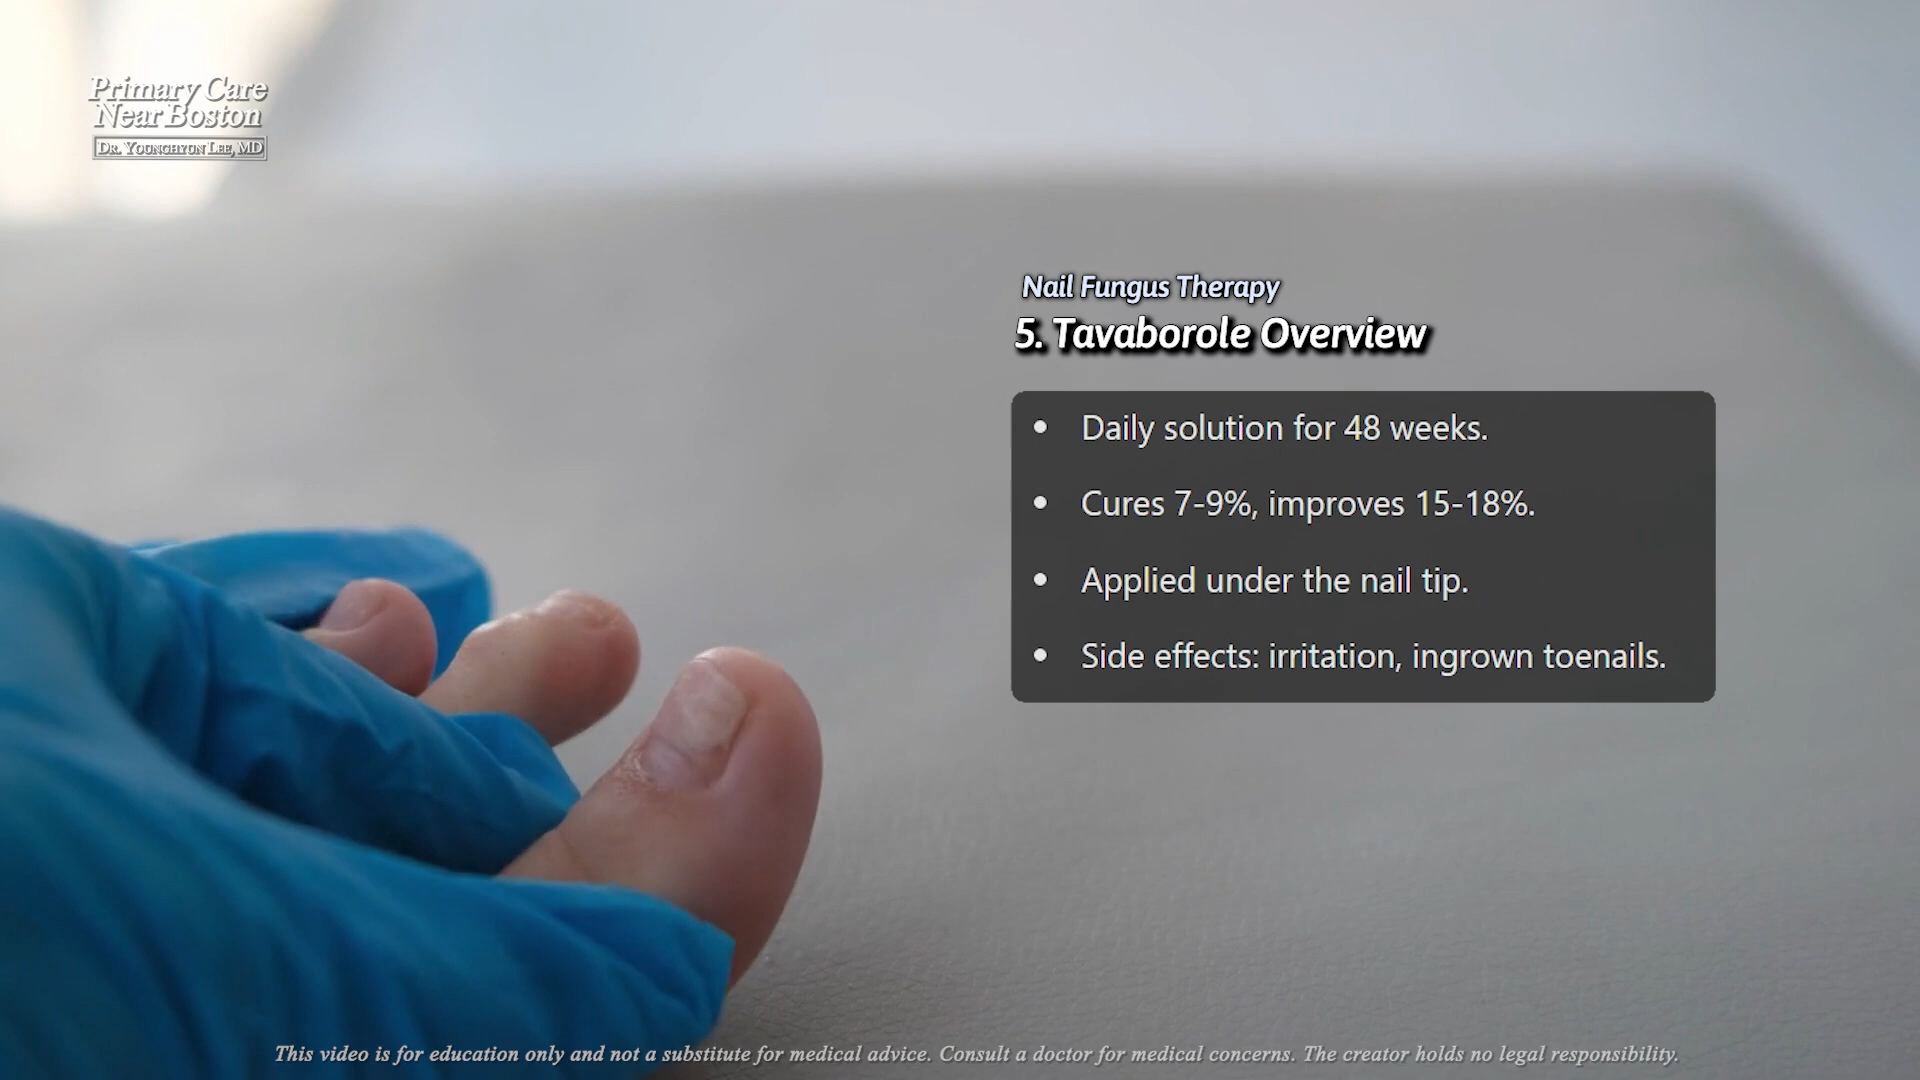 Primary Care
Near Boston
Dr. Younghyun Lee, MD
Nail Fungus Therapy
5. Tavaborole Overview
• Daily solution for 48 weeks.
• Cures 7-9%, improves 15-18%.
• Applied under the nail tip.
• Side effects: irritation, ingrown toenails.
This video is for education only and not a substitute for medical advice. Consult a doctor for medical concerns. The creator holds no legal responsibility.